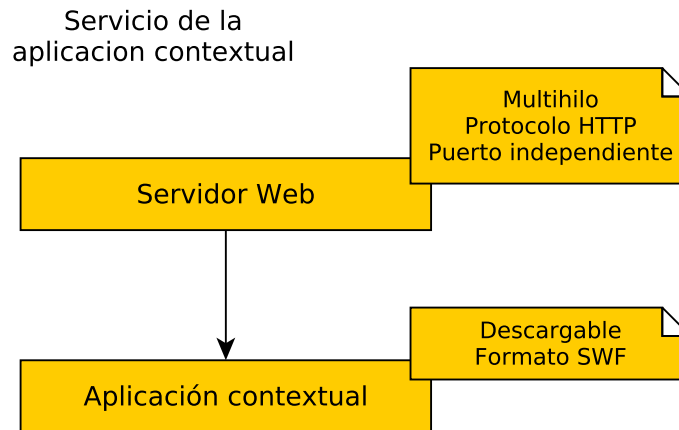 Servicio de la
aplicacion contextual
Multihilo
Protocolo HTTP
Puerto independiente
Servidor Web
Descargable
Formato SWF
Aplicación contextual